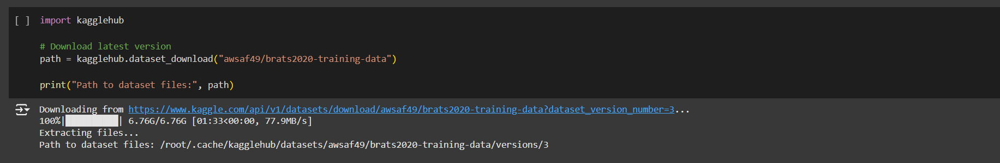 [ ] import kagglehub
# Download latest version
path = kagglehub.dataset_download("awsaf49/brats2020-training-data")
print("Path to dataset files:", path)
Downloading from https://www.kaggle.com/api/v1/datasets/download/awsaf49/brats2020-training-data?dataset_version_number=3...
100%|██████████| 6.76G/6.76G [01:33<00:00, 77.9MB/s]
Extracting files...
Path to dataset files: /root/.cache/kagglehub/datasets/awsaf49/brats2020-training-data/versions/3